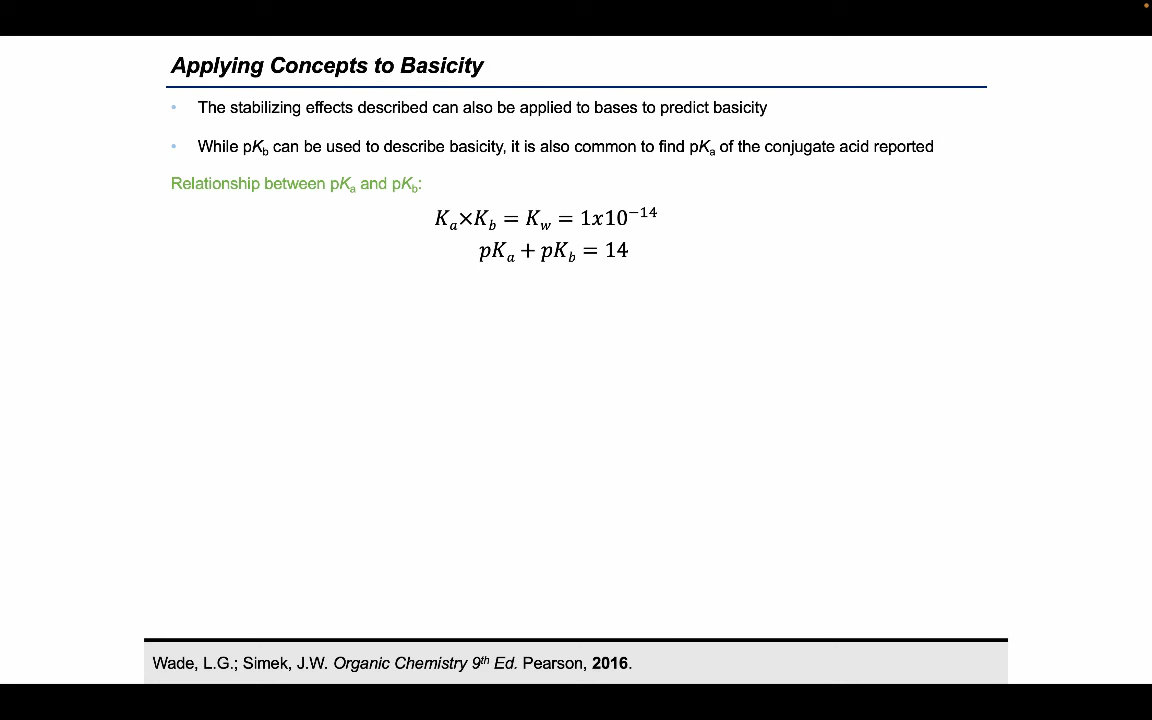 Applying Concepts to Basicity
• The stabilizing effects described can also be applied to bases to predict basicity
• While pKb can be used to describe basicity, it is also common to find pKa of the conjugate acid reported
Relationship between pKa and pKb:
𝐾𝑎×𝐾𝑏 = 𝐾𝑤 = 1𝑥10⁻¹⁴
𝑝𝐾𝑎 + 𝑝𝐾𝑏 = 14
Wade, L.G.; Simek, J.W. Organic Chemistry 9th Ed. Pearson, 2016.